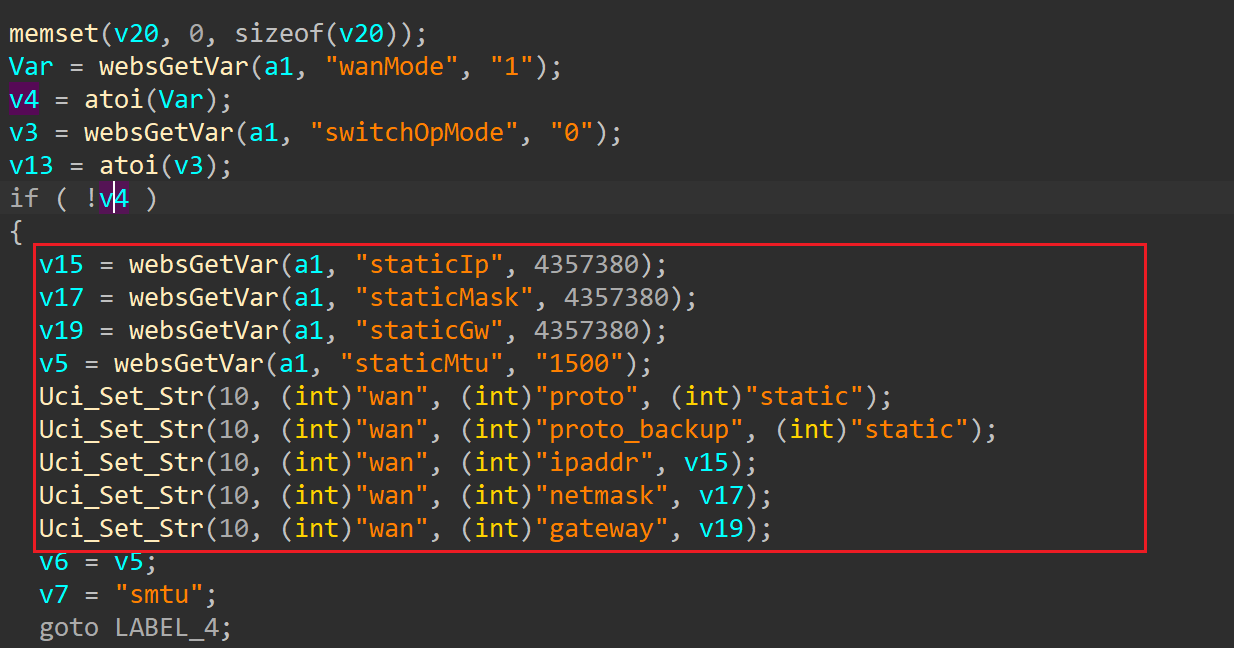 memset(v20, 0, sizeof(v20));
Var = websGetVar(a1, "wanMode", "1");
v4 = atoi(Var);
v3 = websGetVar(a1, "switchOpMode", "0");
v13 = atoi(v3);
if ( !v4 )
{
v15 = websGetVar(a1, "staticIp", 4357380);
v17 = websGetVar(a1, "staticMask", 4357380);
v19 = websGetVar(a1, "staticGw", 4357380);
v5 = websGetVar(a1, "staticMtu", "1500");
Uci_Set_Str(10, (int)"wan", (int)"proto", (int)"static");
Uci_Set_Str(10, (int)"wan", (int)"proto_backup", (int)"static");
Uci_Set_Str(10, (int)"wan", (int)"ipaddr", v15);
Uci_Set_Str(10, (int)"wan", (int)"netmask", v17);
Uci_Set_Str(10, (int)"wan", (int)"gateway", v19);
v6 = v5;
v7 = "smtu";
goto LABEL_4;